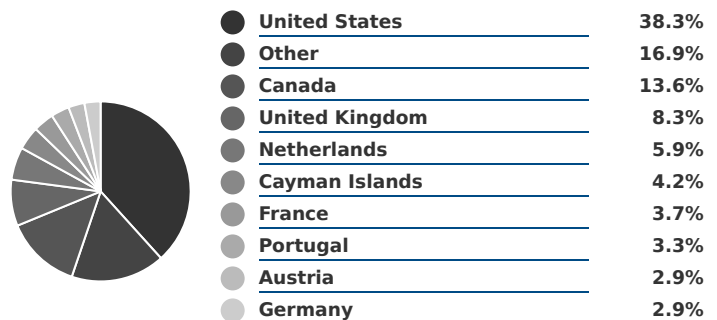 United States 38.3%
Other 16.9%
Canada 13.6%
United Kingdom 8.3%
Netherlands 5.9%
Cayman Islands 4.2%
France 3.7%
Portugal 3.3%
Austria 2.9%
Germany 2.9%